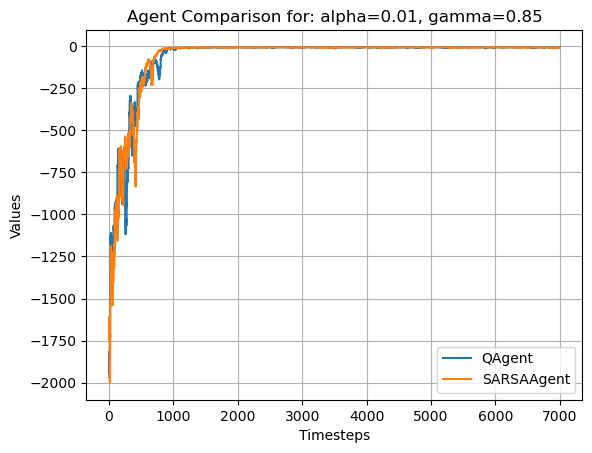 Agent Comparison for: alpha=0.01, gamma=0.85
0
−250
−500
−750
−1000
−1250
−1500
−1750
−2000
Values
QAgent
SARSAAgent
0 1000 2000 3000 4000 5000 6000 7000
Timesteps